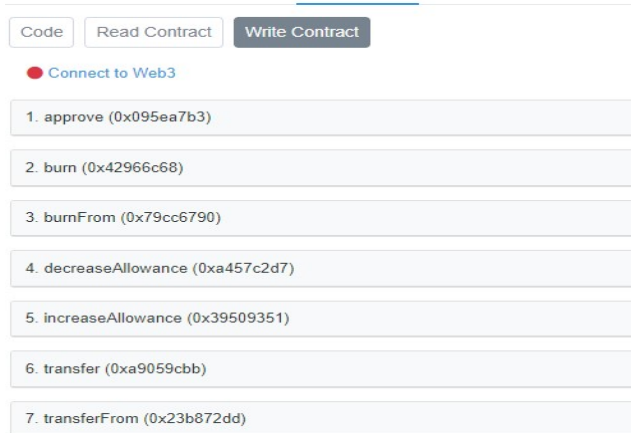 Code Read Contract Write Contract
Connect to Web3
1. approve (0x095ea7b3)
2. burn (0x42966c68)
3. burnFrom (0x79cc6790)
4. decreaseAllowance (0xa457c2d7)
5. increaseAllowance (0x39509351)
6. transfer (0xa9059cbb)
7. transferFrom (0x23b872dd)